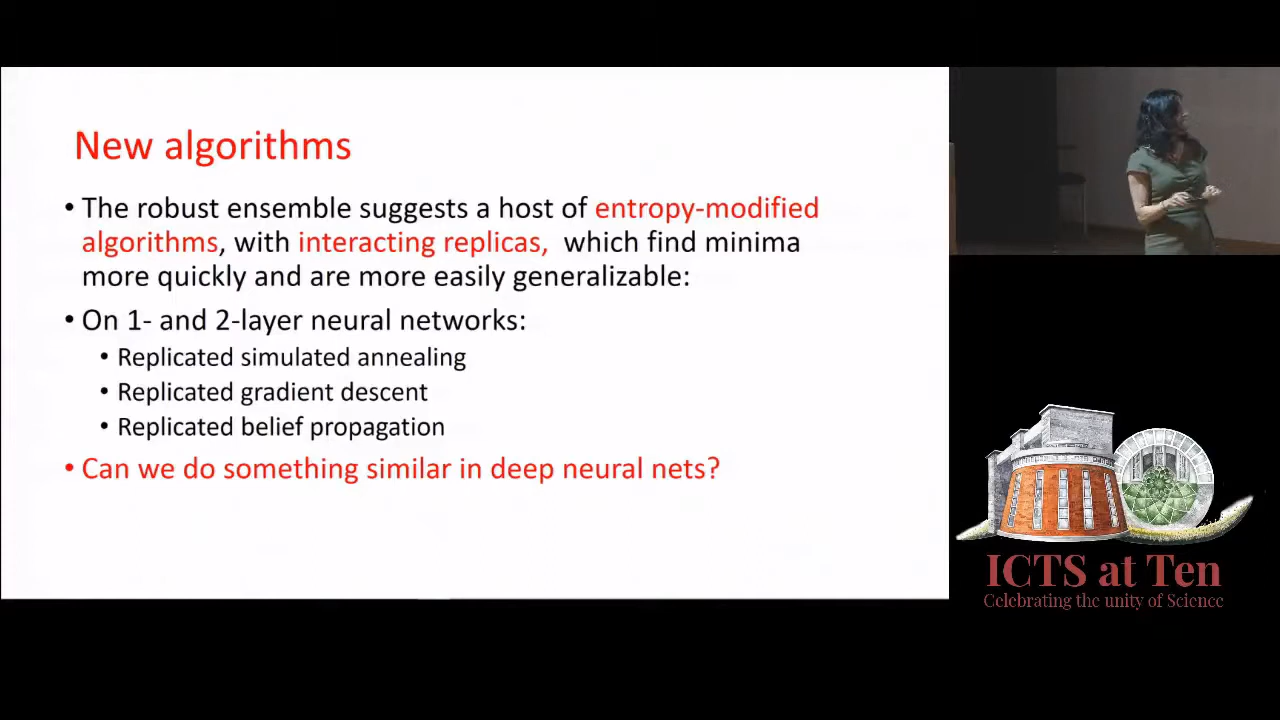 New algorithms
• The robust ensemble suggests a host of entropy-modified
algorithms, with interacting replicas, which find minima
more quickly and are more easily generalizable:
• On 1- and 2-layer neural networks:
• Replicated simulated annealing
• Replicated gradient descent
• Replicated belief propagation
• Can we do something similar in deep neural nets?
ICTS at Ten
Celebrating the unity of Science